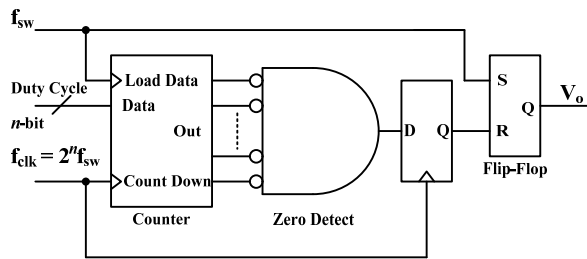 f_sw
Duty Cycle
n-bit
f_clk = 2^n f_sw
Load Data
Data
Out
Count Down
Counter
Zero Detect
D Q
S
Q
R
Flip-Flop
V_o